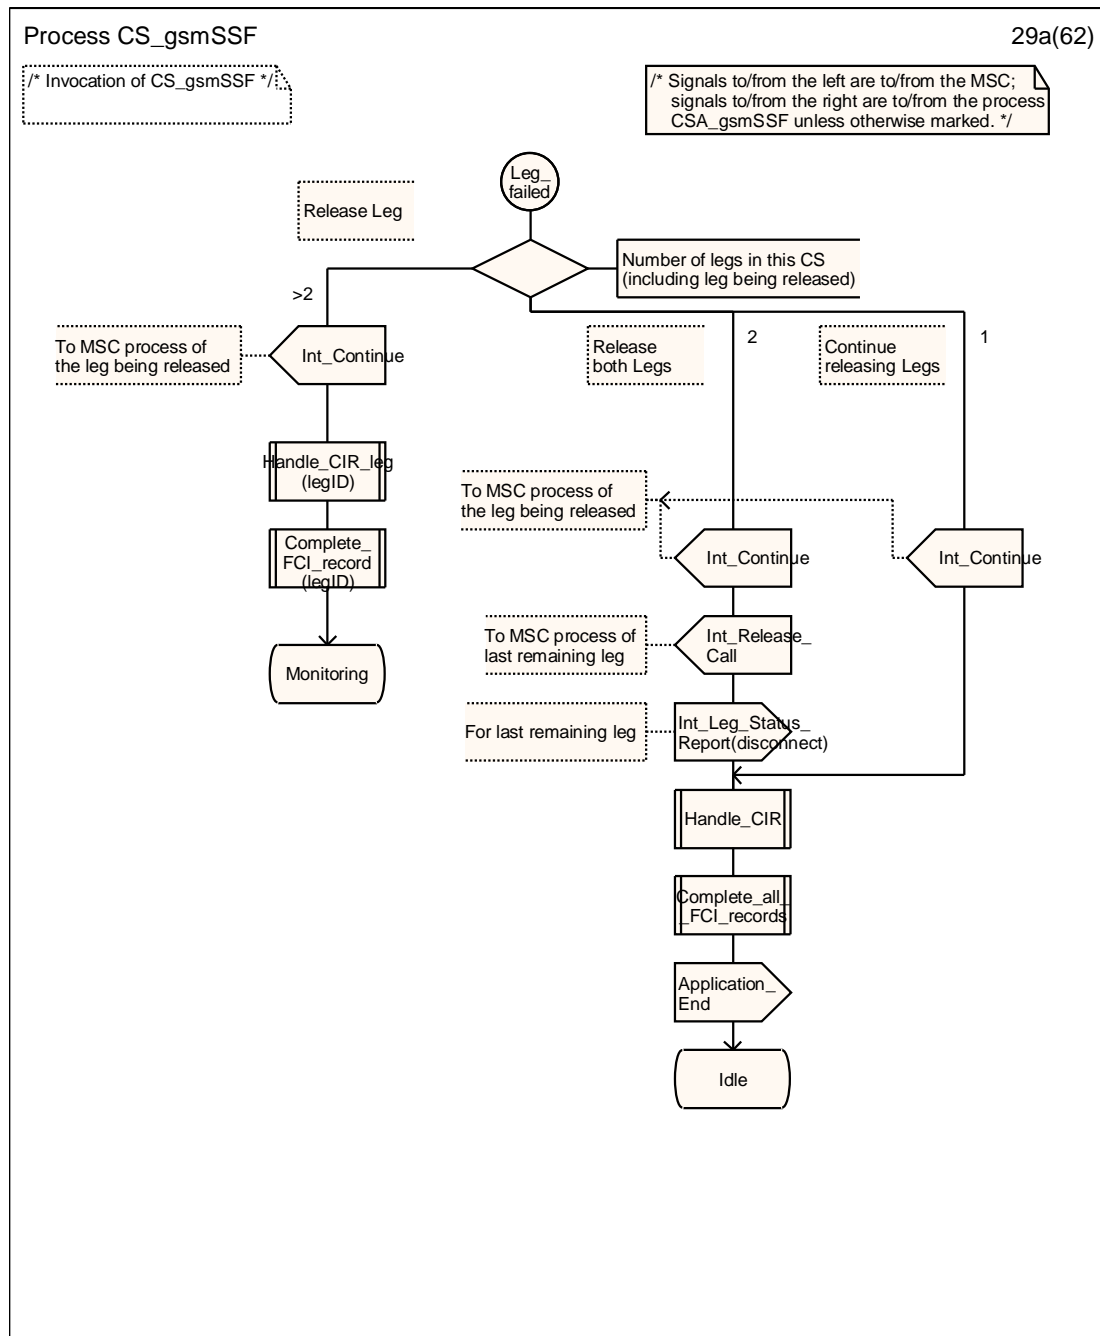 Process CS_gsmSSF
29a(62)
/* Invocation of CS_gsmSSF */
/* Signals to/from the left are to/from the MSC;
signals to/from the right are to/from the process
CSA_gsmSSF unless otherwise marked. */
Leg_
failed
Release Leg
Number of legs in this CS
(including leg being released)
>2
2
1
To MSC process of
the leg being released
Int_Continue
Release
both Legs
Continue
releasing Legs
Handle_CIR_leg
(legID)
To MSC process of
the leg being released
Complete_
FCI_record
(legID)
Int_Continue
Int_Continue
To MSC process of
last remaining leg
Int_Release_
Call
Monitoring
For last remaining leg
Int_Leg_Status_
Report(disconnect)
Handle_CIR
Complete_all_
_FCI_records
Application_
End
Idle